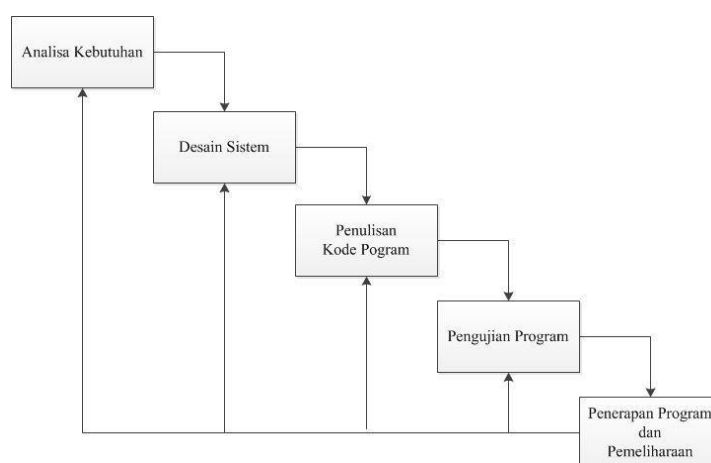 Analisa Kebutuhan
Desain Sistem
Penulisan
Kode Pogram
Pengujian Program
Penerapan Program
dan
Pemeliharaan